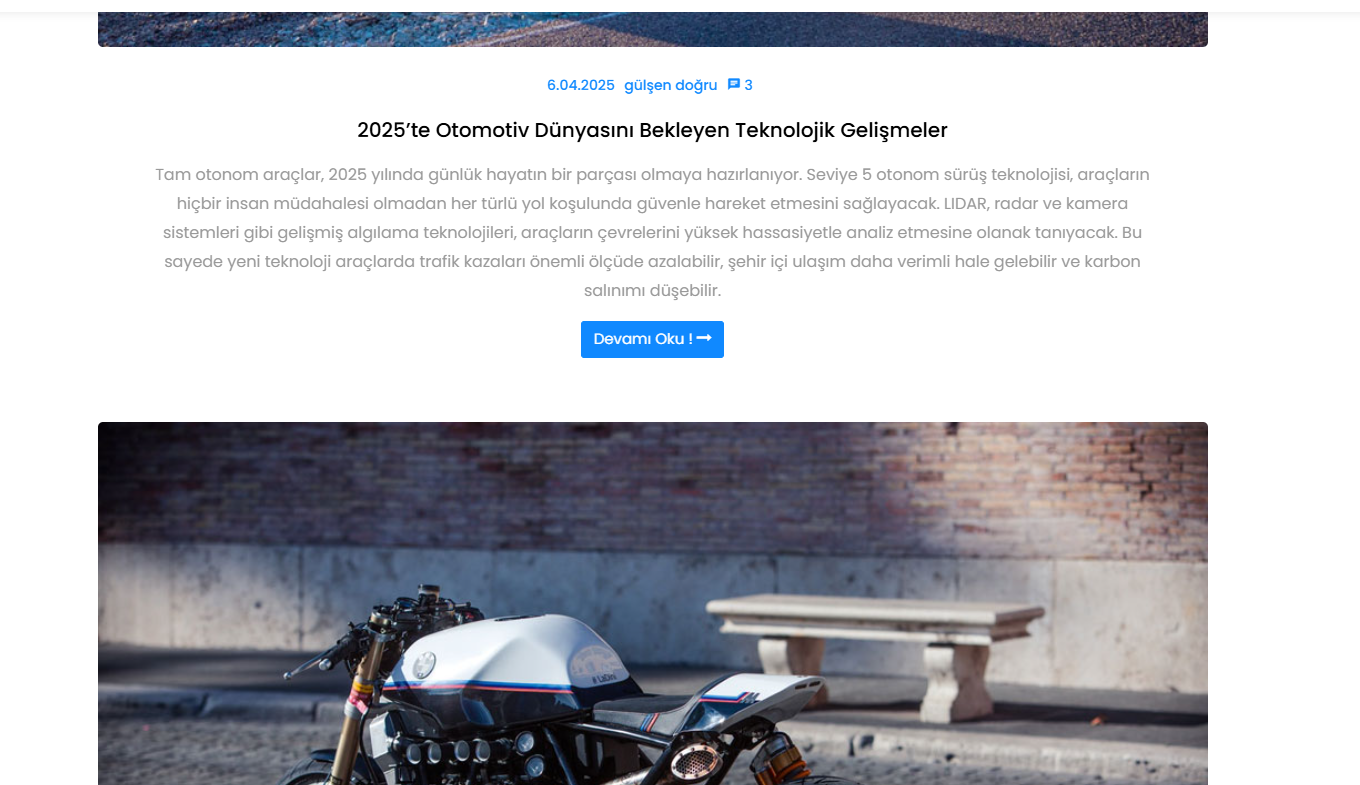 6.04.2025 gülşen doğru 3
2025’te Otomotiv Dünyasını Bekleyen Teknolojik Gelişmeler
Tam otonom araçlar, 2025 yılında günlük hayatın bir parçası olmaya hazırlanıyor. Seviye 5 otonom sürüş teknolojisi, araçların
hiçbir insan müdahalesi olmadan her türlü yol koşulunda güvenle hareket etmesini sağlayacak. LIDAR, radar ve kamera
sistemleri gibi gelişmiş algılama teknolojileri, araçların çevrelerini yüksek hassasiyetle analiz etmesine olanak tanıyacak. Bu
sayede yeni teknoloji araçlarda trafik kazaları önemli ölçüde azalabilir, şehir içi ulaşım daha verimli hale gelebilir ve karbon
salınımı düşebilir.
Devamı Oku !